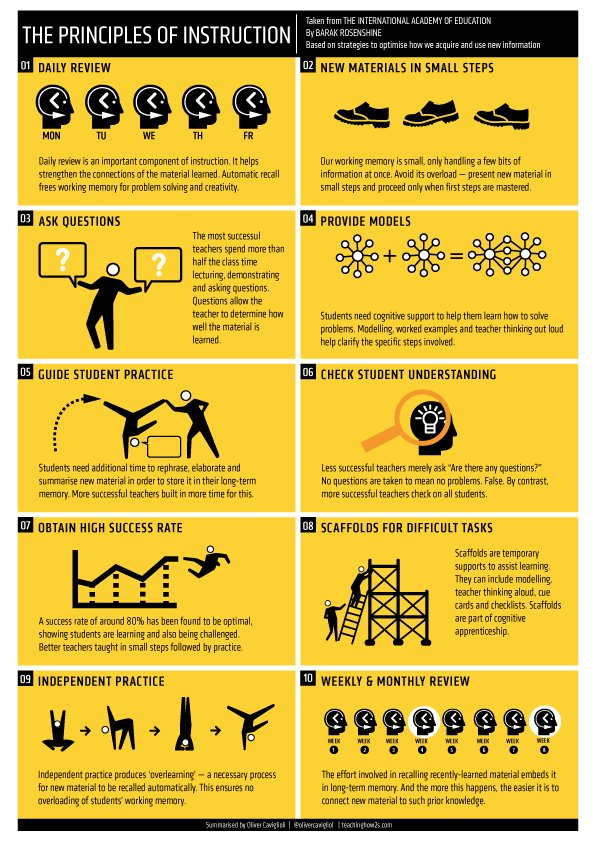 THE PRINCIPLES OF INSTRUCTION
Taken from THE INTERNATIONAL ACADEMY OF EDUCATION
By BARAK ROSENSHINE
Based on strategies to optimise how we acquire and use new information
01 DAILY REVIEW
MON TU WE TH FR
Daily review is an important component of instruction. It helps
strengthen the connections of the material learned. Automatic recall
frees working memory for problem solving and creativity.
02 NEW MATERIALS IN SMALL STEPS
Our working memory is small, only handling a few bits of
information at once. Avoid its overload — present new material in
small steps and proceed only when first steps are mastered.
03 ASK QUESTIONS
? ?
The most successul
teachers spend more than
half the class time
lecturing, demonstrating
and asking questions.
Questions allow the
teacher to determine how
well the material is
learned.
04 PROVIDE MODELS
+ =
Students need cognitive support to help them learn how to solve
problems. Modelling, worked examples and teacher thinking out loud
help clarify the specific steps involved.
05 GUIDE STUDENT PRACTICE
Students need additional time to rephrase, elaborate and
summarise new material in order to store it in their long-term
memory. More successful teachers built in more time for this.
06 CHECK STUDENT UNDERSTANDING
Less successful teachers merely ask “Are there any questions?”
No questions are taken to mean no problems. False. By contrast,
more successful teachers check on all students.
07 OBTAIN HIGH SUCCESS RATE
A success rate of around 80% has been found to be optimal,
showing students are learning and also being challenged.
Better teachers taught in small steps followed by practice.
08 SCAFFOLDS FOR DIFFICULT TASKS
Scaffolds are temporary
supports to assist learning.
They can include modelling,
teacher thinking aloud, cue
cards and checklists. Scaffolds
are part of cognitive
apprenticeship.
09 INDEPENDENT PRACTICE
Independent practice produces ‘overlearning’ — a necessary process
for new material to be recalled automatically. This ensures no
overloading of students’ working memory.
10 WEEKLY & MONTHLY REVIEW
WEEK WEEK WEEK WEEK WEEK WEEK WEEK WEEK
1 2 3 4 5 6 7 8
The effort involved in recalling recently-learned material embeds it
in long-term memory. And the more this happens, the easier it is to
connect new material to such prior knowledge.
Summarised by Oliver Caviglioli | @olivercavigliol | teachinghow2s.com